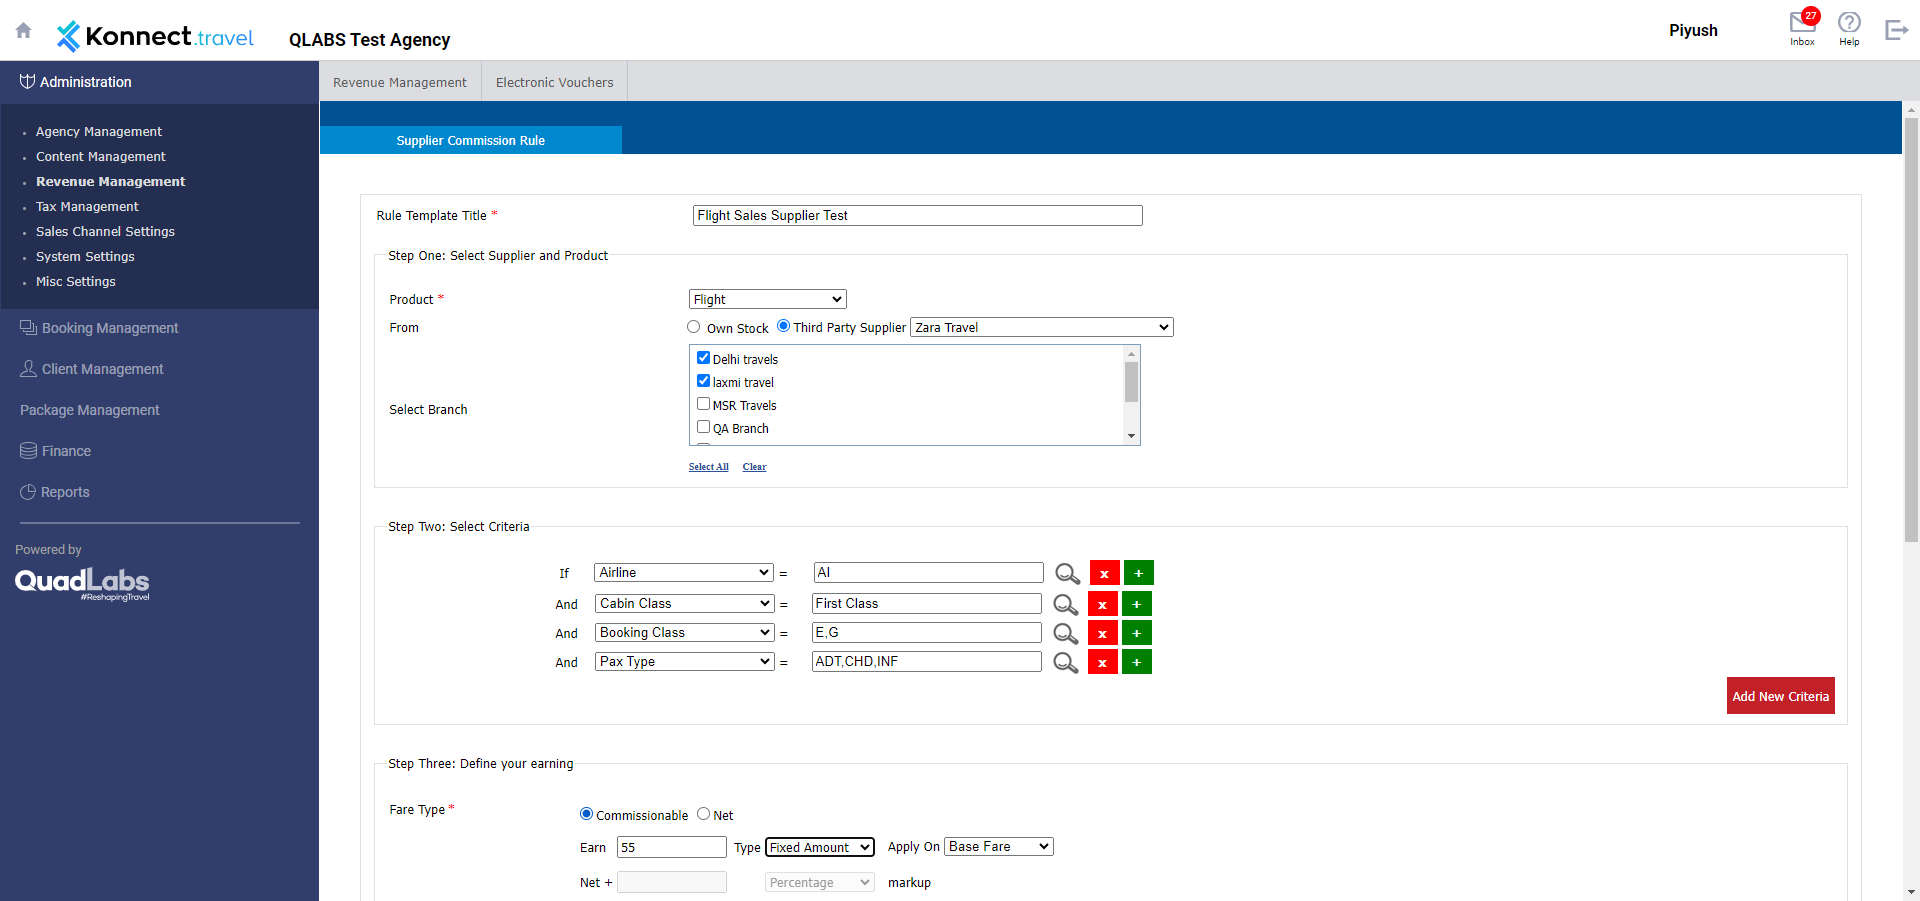 Konnect.travel
QLABS Test Agency
Piyush
27
Inbox
Help
Administration
Agency Management
Content Management
Revenue Management
Tax Management
Sales Channel Settings
System Settings
Misc Settings
Booking Management
Client Management
Package Management
Finance
Reports
Powered by
QuadLabs
#ReshapingTravel
Revenue Management
Electronic Vouchers
Supplier Commission Rule
Rule Template Title * Flight Sales Supplier Test
Step One: Select Supplier and Product
Product * Flight
From Own Stock Third Party Supplier Zara Travel
Select Branch
Delhi travels
laxmi travel
MSR Travels
QA Branch
Select All Clear
Step Two: Select Criteria
If Airline = AI x +
And Cabin Class = First Class x +
And Booking Class = E,G x +
And Pax Type = ADT,CHD,INF x +
Add New Criteria
Step Three: Define your earning
Fare Type * Commissionable Net
Earn 55 Type Fixed Amount Apply On Base Fare
Net + Percentage markup